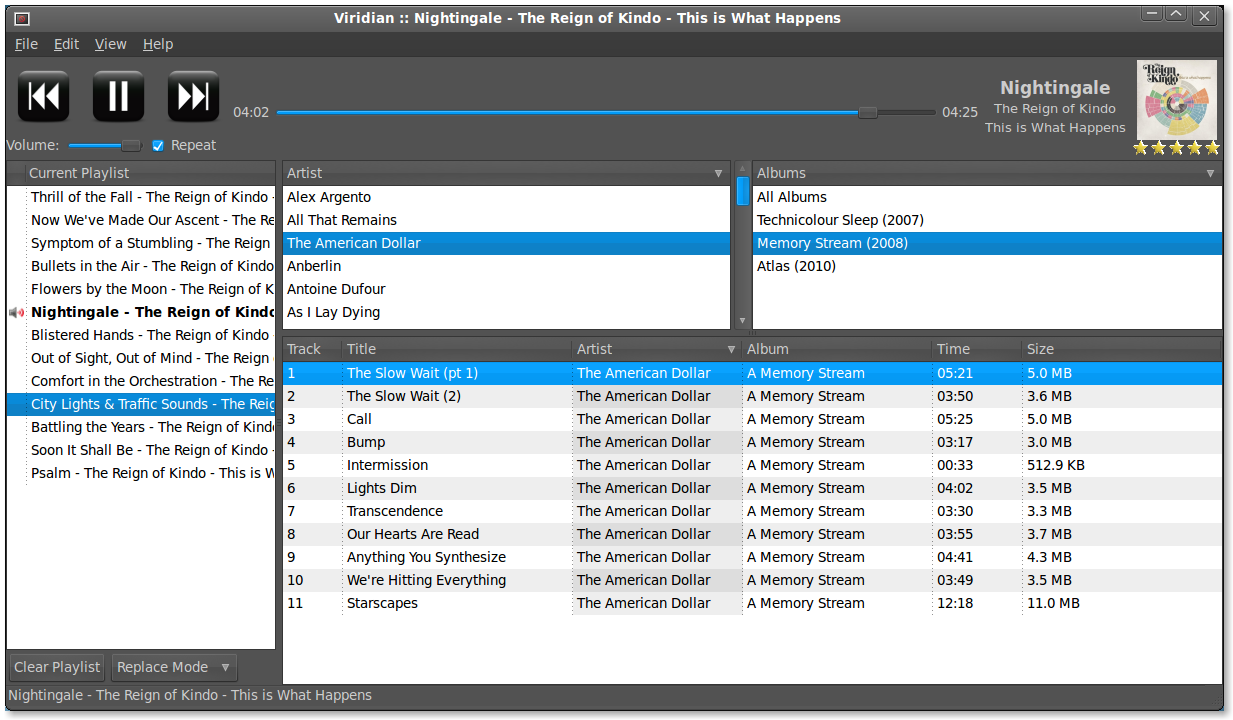 Viridian :: Nightingale - The Reign of Kindo - This is What Happens
File Edit View Help
04:02 04:25
Nightingale
The Reign of Kindo
This is What Happens
the Reign of Kindo
Volume: Repeat
Current Playlist
Thrill of the Fall - The Reign of Kindo -
Now We've Made Our Ascent - The Re
Symptom of a Stumbling - The Reign
Bullets in the Air - The Reign of Kindo
Flowers by the Moon - The Reign of K
Nightingale - The Reign of Kindo
Blistered Hands - The Reign of Kindo
Out of Sight, Out of Mind - The Reign
Comfort in the Orchestration - The Re
City Lights & Traffic Sounds - The Reig
Battling the Years - The Reign of Kindo
Soon It Shall Be - The Reign of Kindo -
Psalm - The Reign of Kindo - This is W
Clear Playlist Replace Mode
Artist
Alex Argento
All That Remains
The American Dollar
Anberlin
Antoine Dufour
As I Lay Dying
Albums
All Albums
Technicolour Sleep (2007)
Memory Stream (2008)
Atlas (2010)
Track Title Artist Album Time Size
1 The Slow Wait (pt 1) The American Dollar A Memory Stream 05:21 5.0 MB
2 The Slow Wait (2) The American Dollar A Memory Stream 03:50 3.6 MB
3 Call The American Dollar A Memory Stream 05:25 5.0 MB
4 Bump The American Dollar A Memory Stream 03:17 3.0 MB
5 Intermission The American Dollar A Memory Stream 00:33 512.9 KB
6 Lights Dim The American Dollar A Memory Stream 04:02 3.5 MB
7 Transcendence The American Dollar A Memory Stream 03:30 3.3 MB
8 Our Hearts Are Read The American Dollar A Memory Stream 03:55 3.7 MB
9 Anything You Synthesize The American Dollar A Memory Stream 04:41 4.3 MB
10 We're Hitting Everything The American Dollar A Memory Stream 03:49 3.5 MB
11 Starscapes The American Dollar A Memory Stream 12:18 11.0 MB
Nightingale - The Reign of Kindo - This is What Happens